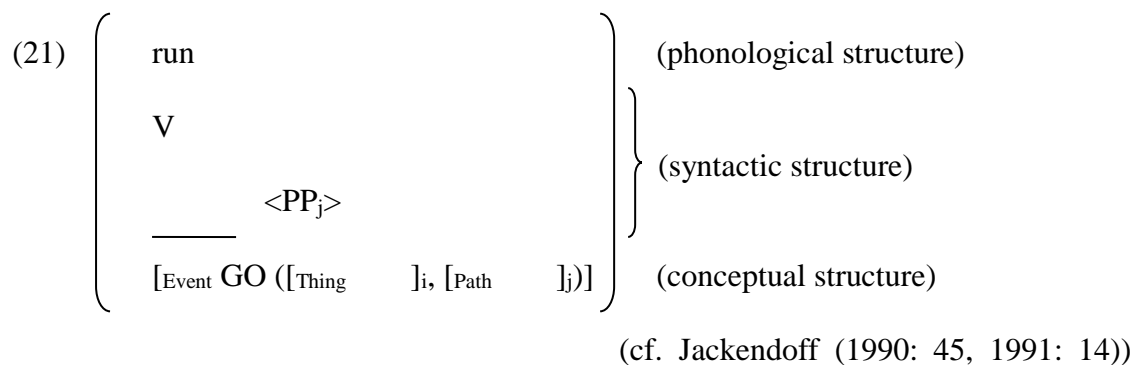 (21) run (phonological structure)
V
(syntactic structure)
____ <PPj>
[Event GO ([Thing ]i, [Path ]j)] (conceptual structure)
(cf. Jackendoff (1990: 45, 1991: 14))